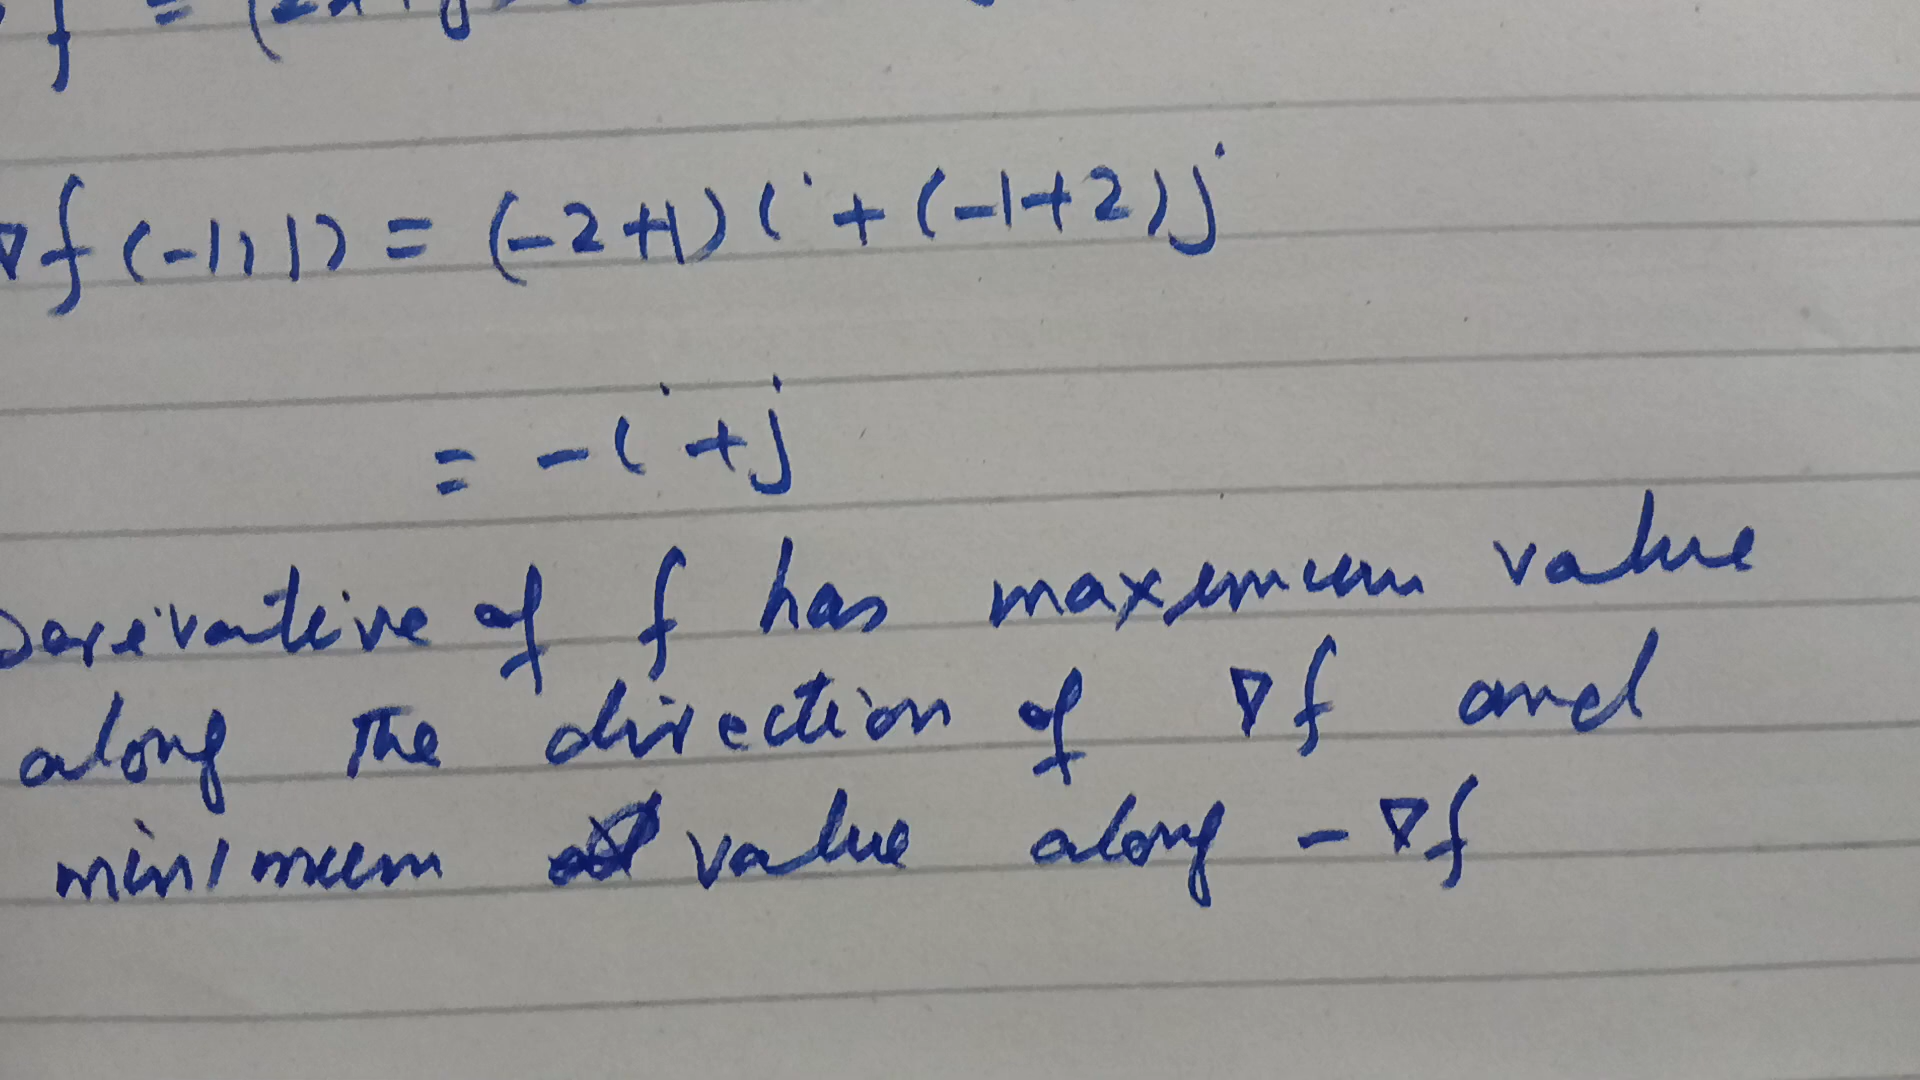 ∇f(-1,1) = (-2+1)i + (-1+2)j
= -i+j
Derivative of f has maximum value
along the direction of ∇f and
minimum value along -∇f